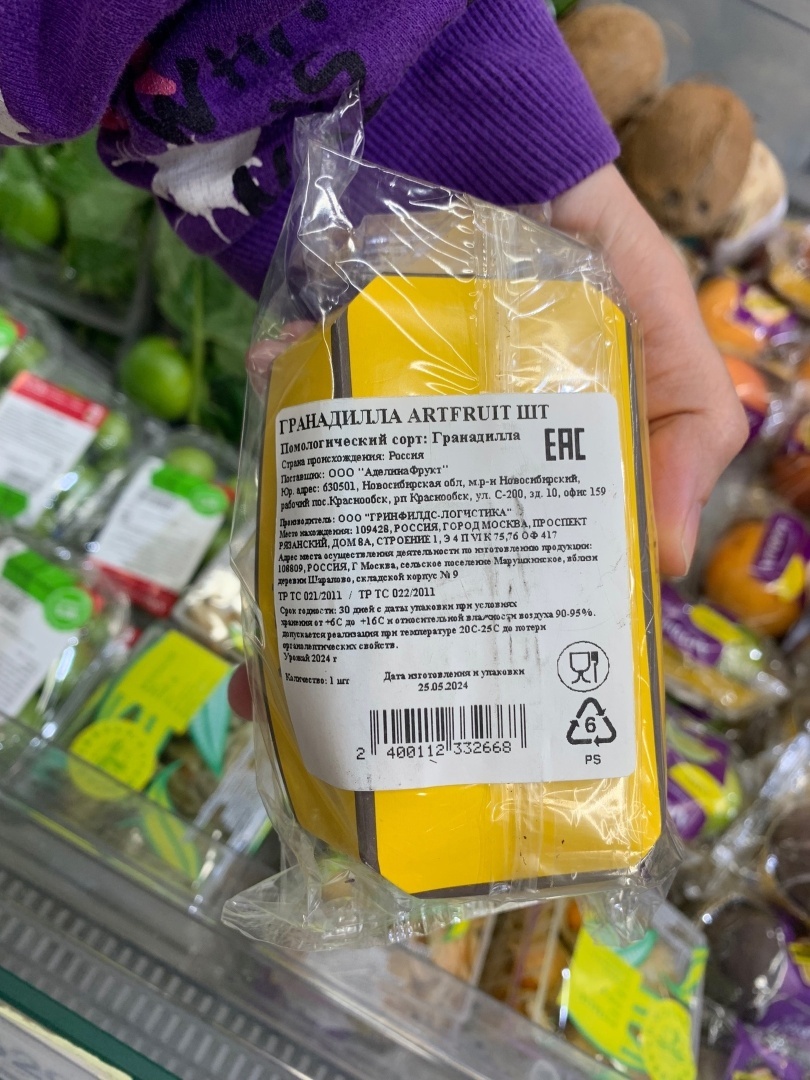 ГРАНАДИЛЛА ARTFRUIT ШТ
Помологический сорт: Гранадилла
Страна происхождения: Россия
EAC
Поставщик: ООО "АделинаФрукт"
Юр. адрес: 630501, Новосибирская обл, м.р-н Новосибирский,
рабочий пос.Краснообск, рп Краснообск, ул. С-200, зд. 10, офис 159
Производитель: ООО "ГРИНФИЛДС-ЛОГИСТИКА"
Место нахождения: 109428, РОССИЯ, ГОРОД МОСКВА, ПРОСПЕКТ
РЯЗАНСКИЙ, ДОМ 8А, СТРОЕНИЕ 1, Э 4 П VI К 75,76 ОФ 417
Адрес места осуществления деятельности по изготовлению продукции:
108809, РОССИЯ, Г Москва, сельское поселение Марушкинское, вблизи
деревни Шарапово, складской корпус № 9
ТР ТС 021/2011 / ТР ТС 022/2011
Срок годности: 30 дней с даты упаковки при условиях
хранения от +6С до +16С и относительной влажности воздуха 90-95%.
допускается реализация при температуре 20С-25С до потери
органолептических свойств.
Урожай 2024 г
Количество: 1 шт
Дата изготовления и упаковки
25.05.2024
2 400112 332668
6
PS